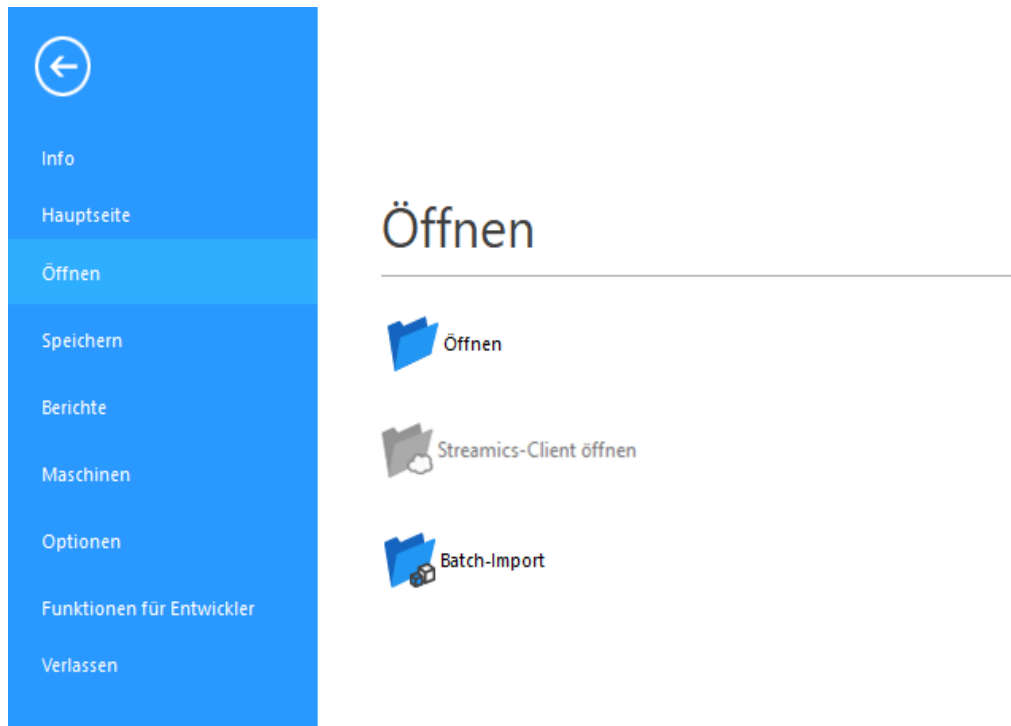 Info
Hauptseite
Öffnen
Speichern
Berichte
Maschinen
Optionen
Funktionen für Entwickler
Verlassen
Öffnen
Öffnen
Streamics-Client öffnen
Batch-Import